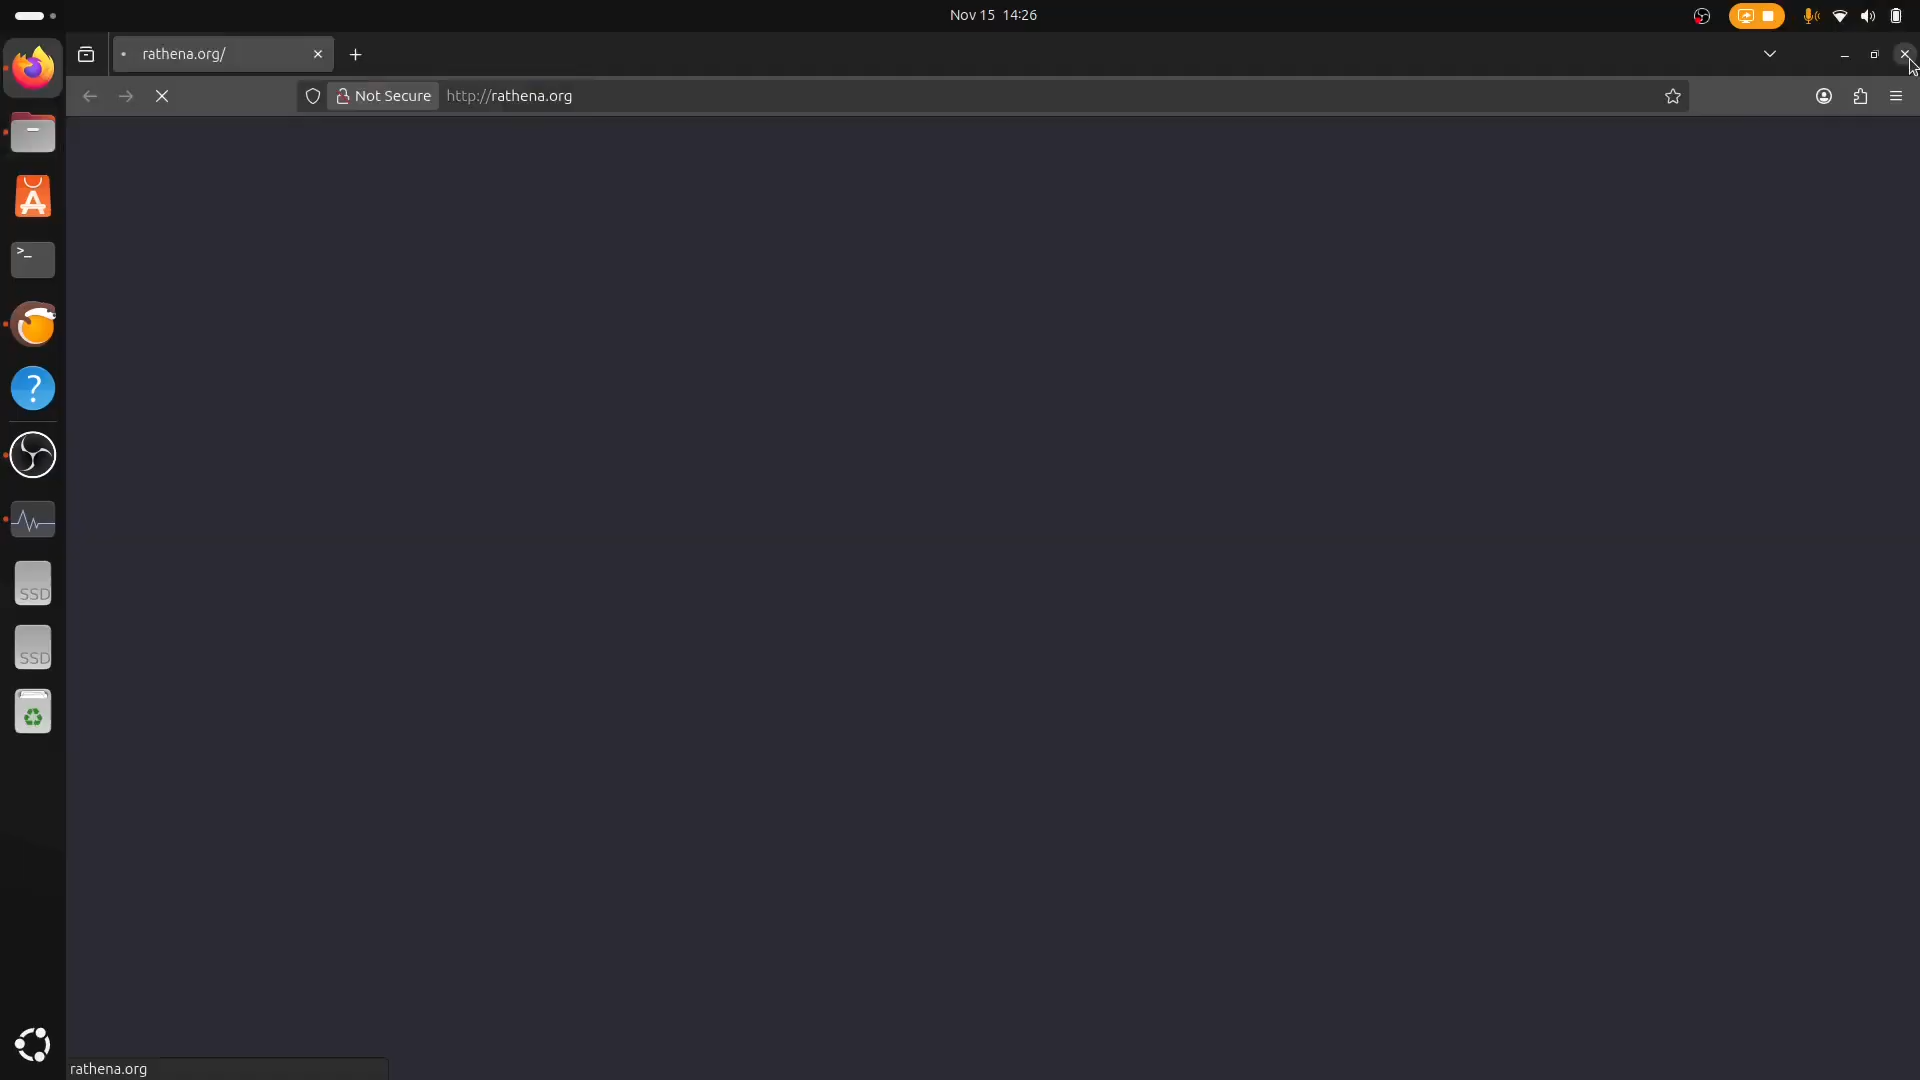 Nov 15 14:26
rathena.org/
Not Secure
http://rathena.org
>_
A
?
SSD
SSD
rathena.org